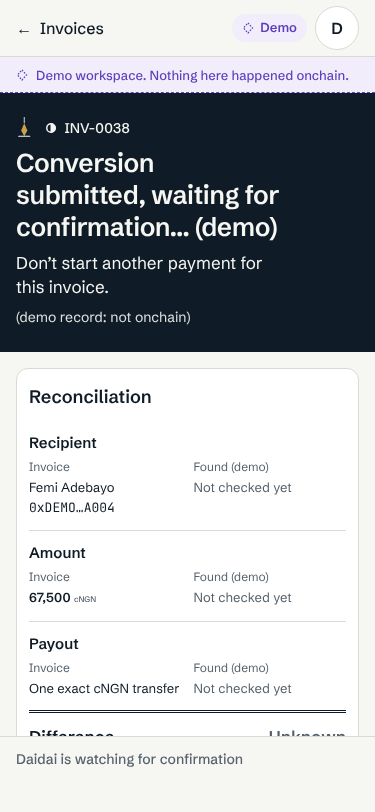 ← Invoices
Demo
D
Demo workspace. Nothing here happened onchain.
INV-0038
Conversion
submitted, waiting for
confirmation... (demo)
Don’t start another payment for
this invoice.
(demo record: not onchain)
Reconciliation
Recipient
Invoice Found (demo)
Femi Adebayo Not checked yet
0xDEMO…A004
Amount
Invoice Found (demo)
67,500 cNGN Not checked yet
Payout
Invoice Found (demo)
One exact cNGN transfer Not checked yet
Difference Unknown
Daidai is watching for confirmation